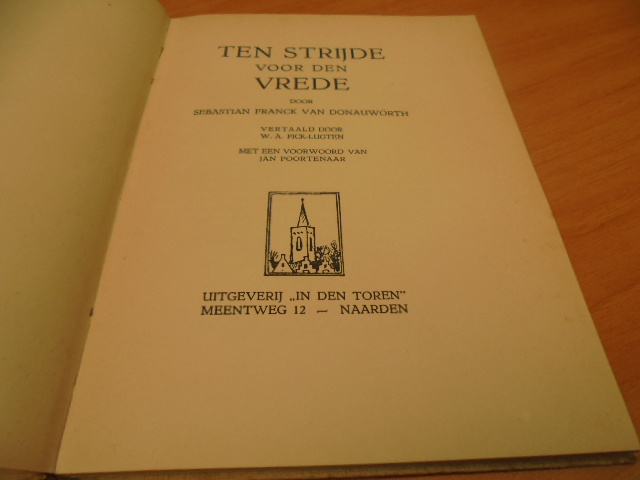 TEN STRIJDE
VOOR DEN
VREDE
DOOR
SEBASTIAN FRANCK VAN DONAUWÖRTH
VERTAALD DOOR
W. A. FICK-LUGTEN
MET EEN VOORWOORD VAN
JAN POORTENAAR
UITGEVERIJ „IN DEN TOREN”
MEENTWEG 12 — NAARDEN